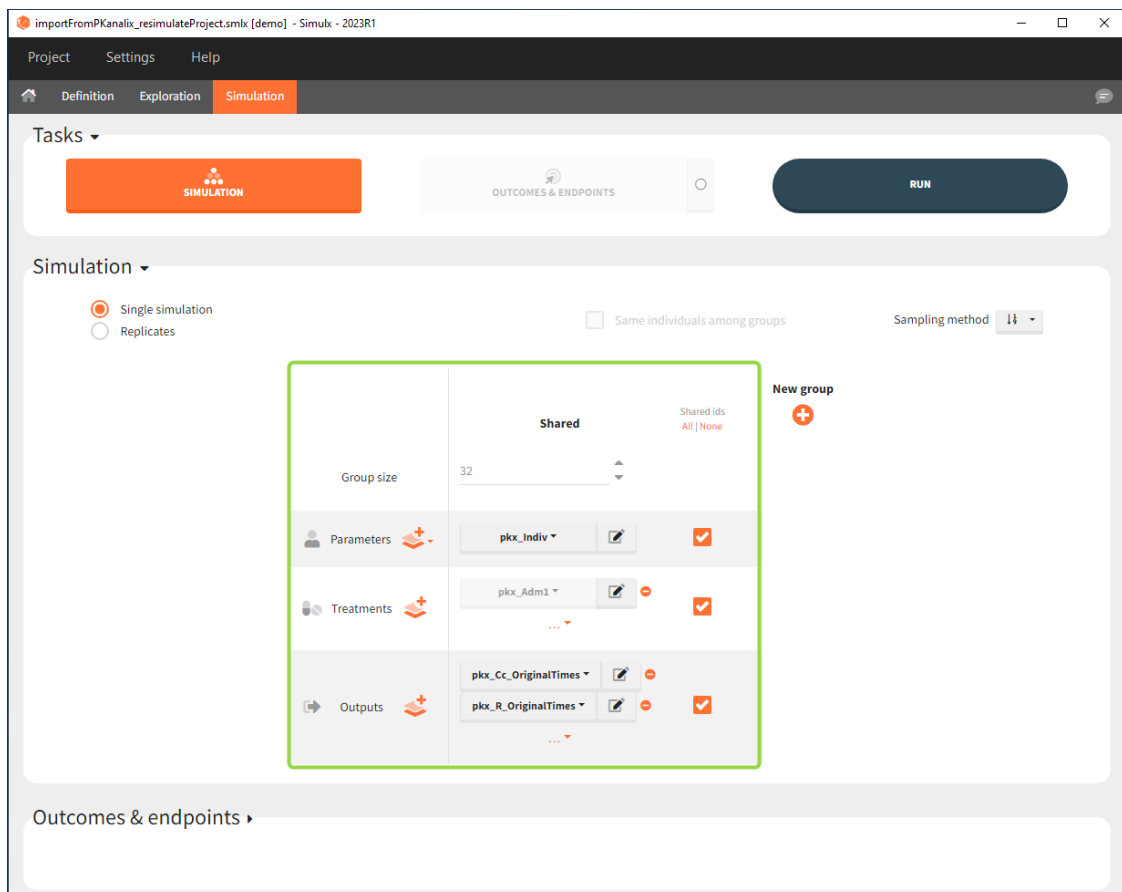 importFromPKanalix_resimulateProject.smlx [demo] - Simulx - 2023R1
Project Settings Help
Definition Exploration Simulation
Tasks
SIMULATION
OUTCOMES & ENDPOINTS
RUN
Simulation
Single simulation
Replicates
Same individuals among groups
Sampling method
New group
Shared
Shared ids
All | None
Group size
32
Parameters
pkx_Indiv
Treatments
pkx_Adm1
...
Outputs
pkx_Cc_OriginalTimes
pkx_R_OriginalTimes
...
Outcomes & endpoints